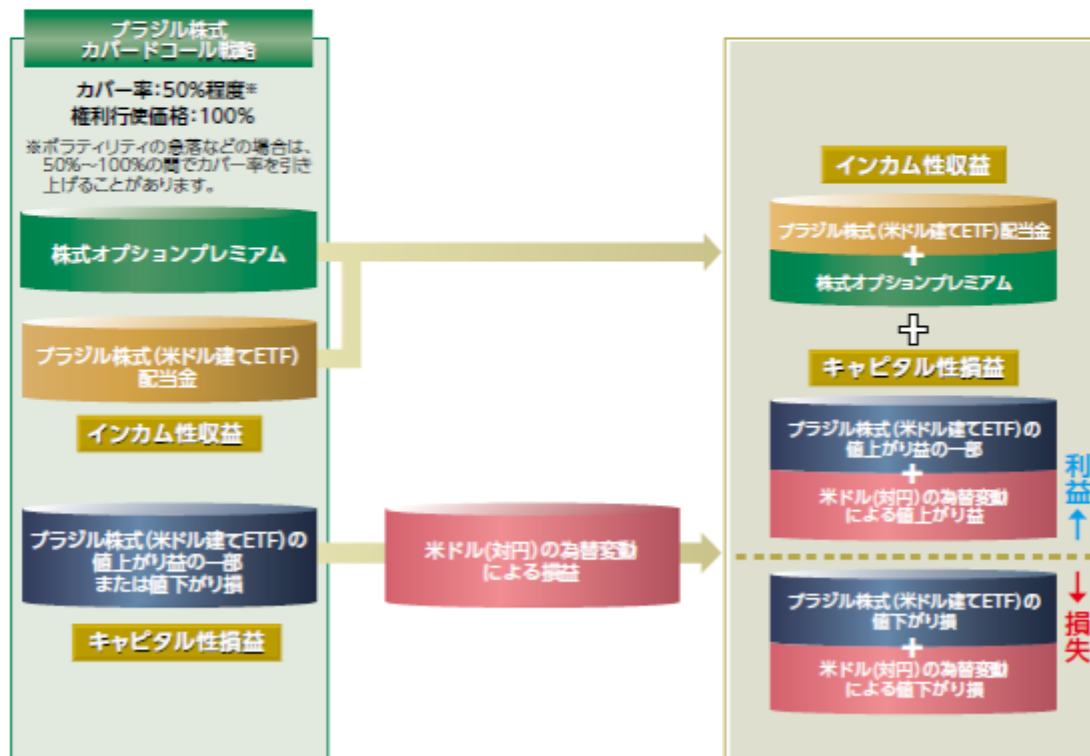 ブラジル株式
カバードコール戦略
カバー率：50%程度※
権利行使価格：100%
※ボラティリティの急落などの場合は、
50%～100%の間でカバー率を引き
上げることがあります。
株式オプションプレミアム
ブラジル株式（米ドル建てETF）
配当金
インカム性収益
ブラジル株式（米ドル建てETF）の
値上がり益の一部
または値下がり損
キャピタル性損益
米ドル（対円）の為替変動
による損益
インカム性収益
ブラジル株式（米ドル建てETF）配当金
+
株式オプションプレミアム
+
キャピタル性損益
ブラジル株式（米ドル建てETF）の
値上がり益の一部
+
米ドル（対円）の為替変動
による値上がり益
利益↑
ブラジル株式（米ドル建てETF）の
値下がり損
+
米ドル（対円）の為替変動
による値下がり損
↓損失